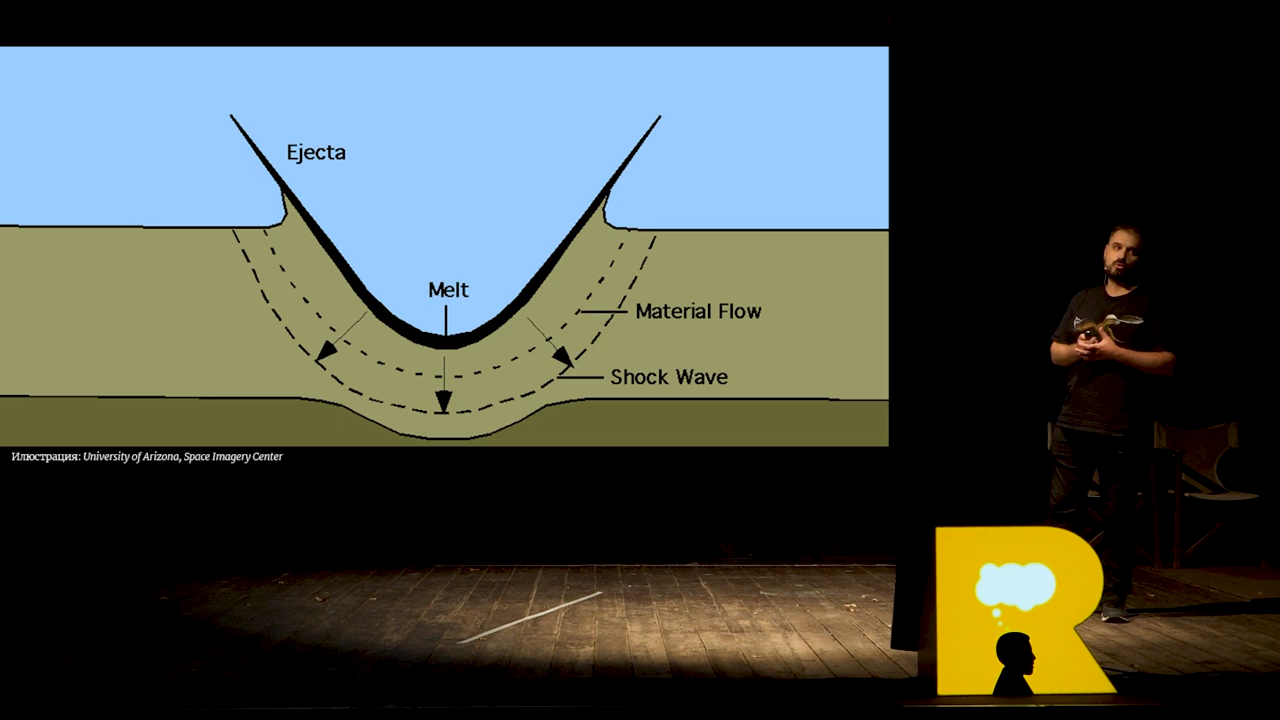 Ejecta
Melt
Material Flow
Shock Wave
Илюстрация: University of Arizona, Space Imagery Center
R